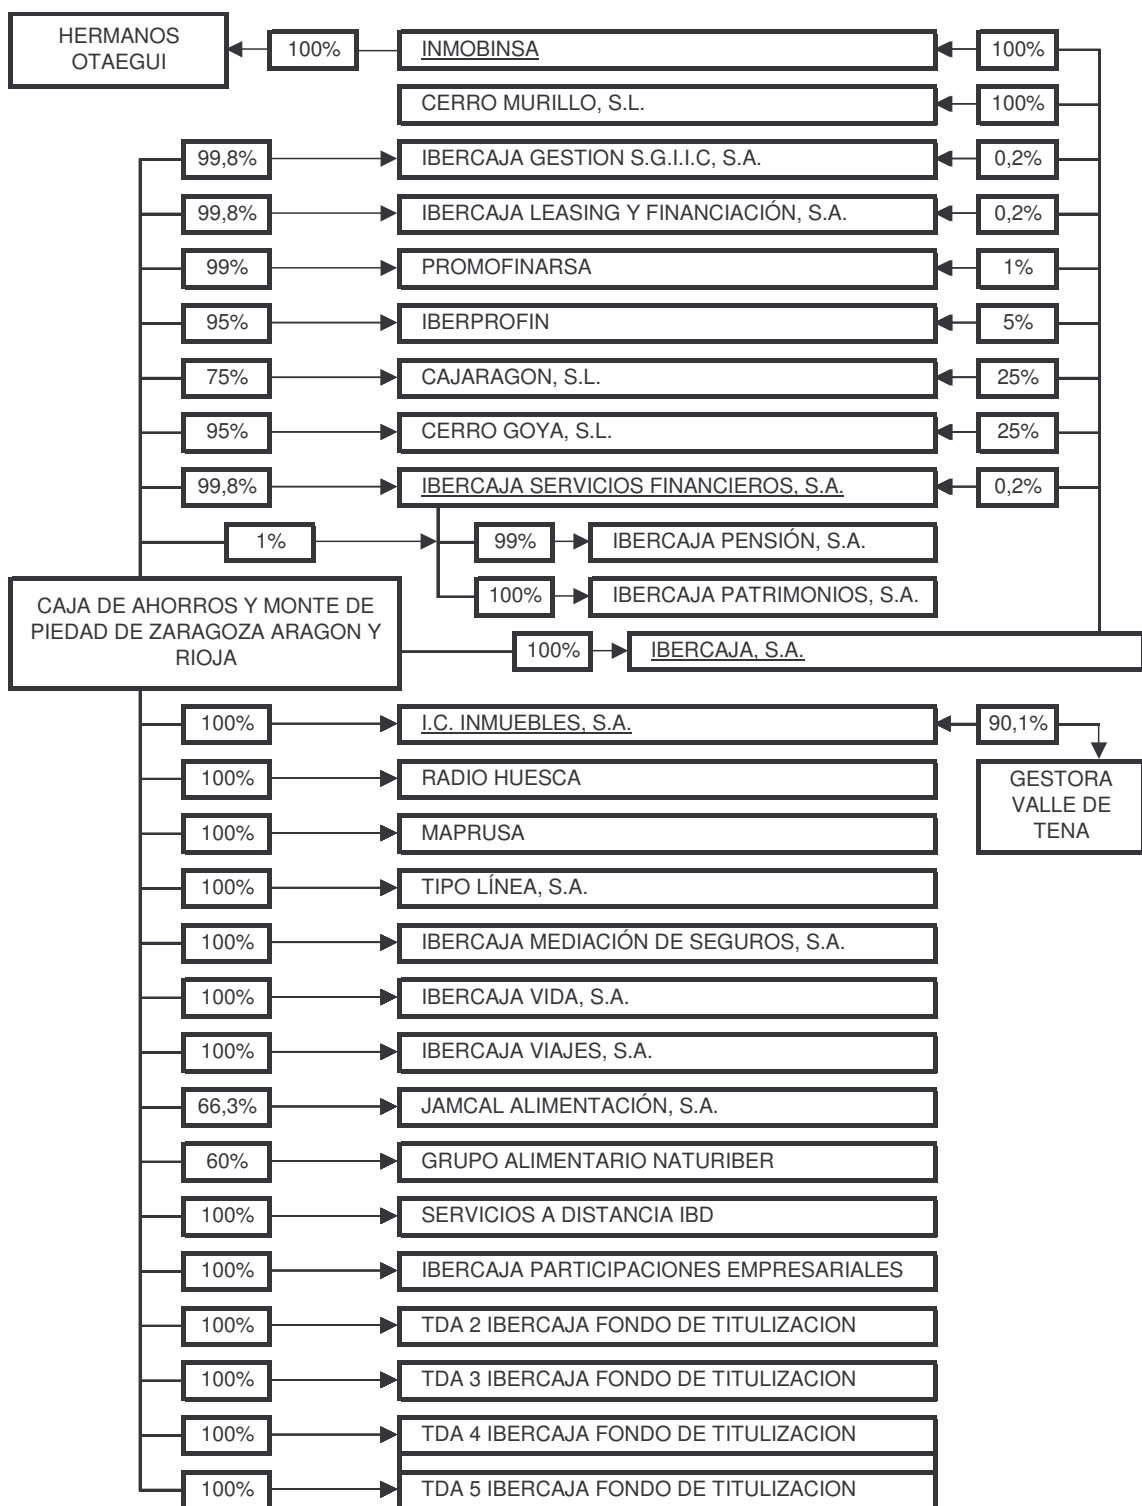 HERMANOS
OTAEGUI
100%
INMOBINSA
100%
CERRO MURILLO, S.L.
100%
99,8%
IBERCAJA GESTION S.G.I.I.C, S.A.
0,2%
99,8%
IBERCAJA LEASING Y FINANCIACIÓN, S.A.
0,2%
99%
PROMOFINARSA
1%
95%
IBERPROFIN
5%
75%
CAJARAGON, S.L.
25%
95%
CERRO GOYA, S.L.
25%
99,8%
IBERCAJA SERVICIOS FINANCIEROS, S.A.
0,2%
1%
99%
IBERCAJA PENSIÓN, S.A.
100%
IBERCAJA PATRIMONIOS, S.A.
CAJA DE AHORROS Y MONTE DE
PIEDAD DE ZARAGOZA ARAGON Y
RIOJA
100%
IBERCAJA, S.A.
100%
I.C. INMUEBLES, S.A.
90,1%
GESTORA
VALLE DE
TENA
100%
RADIO HUESCA
100%
MAPRUSA
100%
TIPO LÍNEA, S.A.
100%
IBERCAJA MEDIACIÓN DE SEGUROS, S.A.
100%
IBERCAJA VIDA, S.A.
100%
IBERCAJA VIAJES, S.A.
66,3%
JAMCAL ALIMENTACIÓN, S.A.
60%
GRUPO ALIMENTARIO NATURIBER
100%
SERVICIOS A DISTANCIA IBD
100%
IBERCAJA PARTICIPACIONES EMPRESARIALES
100%
TDA 2 IBERCAJA FONDO DE TITULIZACION
100%
TDA 3 IBERCAJA FONDO DE TITULIZACION
100%
TDA 4 IBERCAJA FONDO DE TITULIZACION
100%
TDA 5 IBERCAJA FONDO DE TITULIZACION